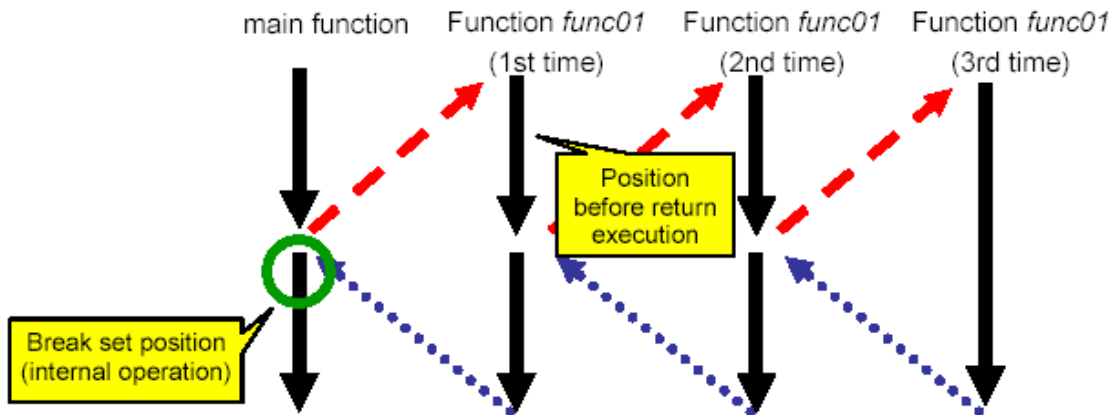 main function
Function func01
(1st time)
Function func01
(2nd time)
Function func01
(3rd time)
Position
before return
execution
Break set position
(internal operation)